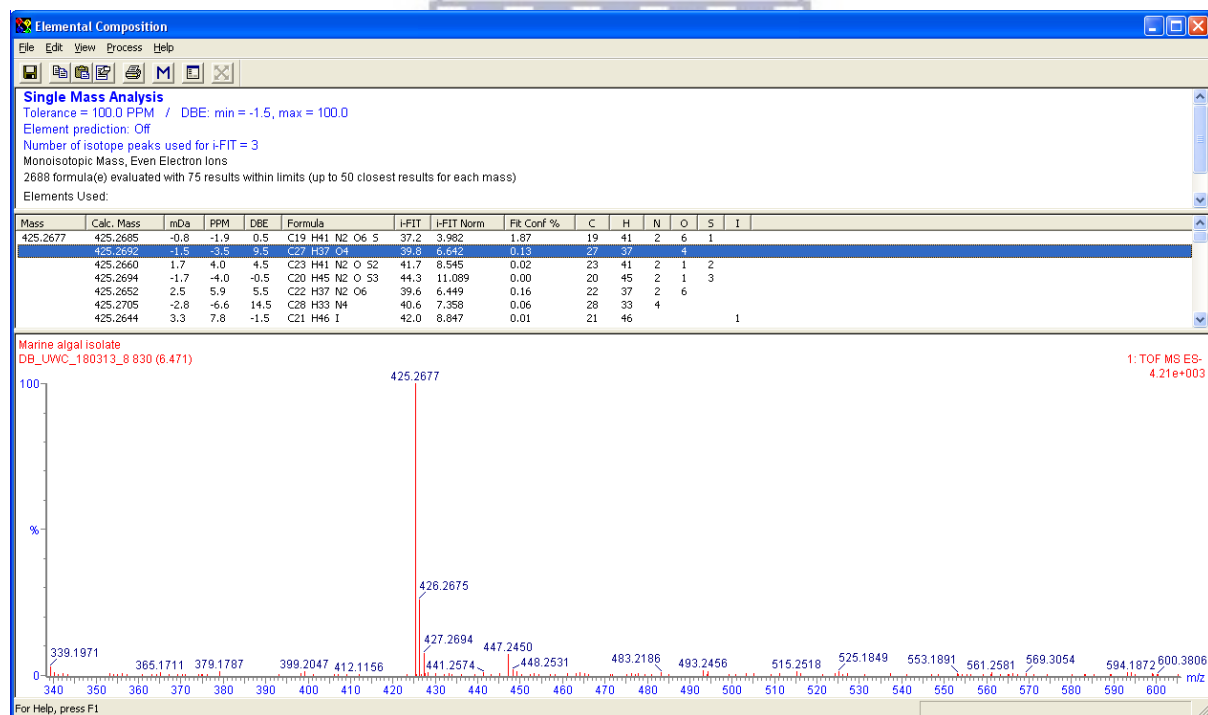 Elemental Composition
File Edit View Process Help
Single Mass Analysis
Tolerance = 100.0 PPM / DBE: min = -1.5, max = 100.0
Element prediction: Off
Number of isotope peaks used for i-FIT = 3
Monoisotopic Mass, Even Electron Ions
2688 formula(e) evaluated with 75 results within limits (up to 50 closest results for each mass)
Elements Used:
Mass Calc. Mass mDa PPM DBE Formula i-FIT i-FIT Norm Fit Conf % C H N O S I
425.2677 425.2685 -0.8 -1.9 0.5 C19 H41 N2 O6 S 37.2 3.982 1.87 19 41 2 6 1
425.2692 -1.5 -3.5 9.5 C27 H37 O4 39.8 6.642 0.13 27 37 4
425.2660 1.7 4.0 4.5 C23 H41 N2 O S2 41.7 8.545 0.02 23 41 2 1 2
425.2694 -1.7 -4.0 -0.5 C20 H45 N2 O S3 44.3 11.089 0.00 20 45 2 1 3
425.2652 2.5 5.9 5.5 C22 H37 N2 O6 39.6 6.449 0.16 22 37 2 6
425.2705 -2.8 -6.6 14.5 C28 H33 N4 40.6 7.358 0.06 28 33 4
425.2644 3.3 7.8 -1.5 C21 H46 I 42.0 8.847 0.01 21 46 1
Marine algal isolate
DB_UWC_180313_8 830 (6.471)
1: TOF MS ES-
4.21e+003
100
%
0
425.2677
426.2675
427.2694
447.2450
339.1971
365.1711 379.1787 399.2047 412.1156 441.2574 448.2531 483.2186 493.2456 515.2518 525.1849 553.1891 561.2581 569.3054 594.1872 600.3806
340 350 360 370 380 390 400 410 420 430 440 450 460 470 480 490 500 510 520 530 540 550 560 570 580 590 600 m/z
For Help, press F1